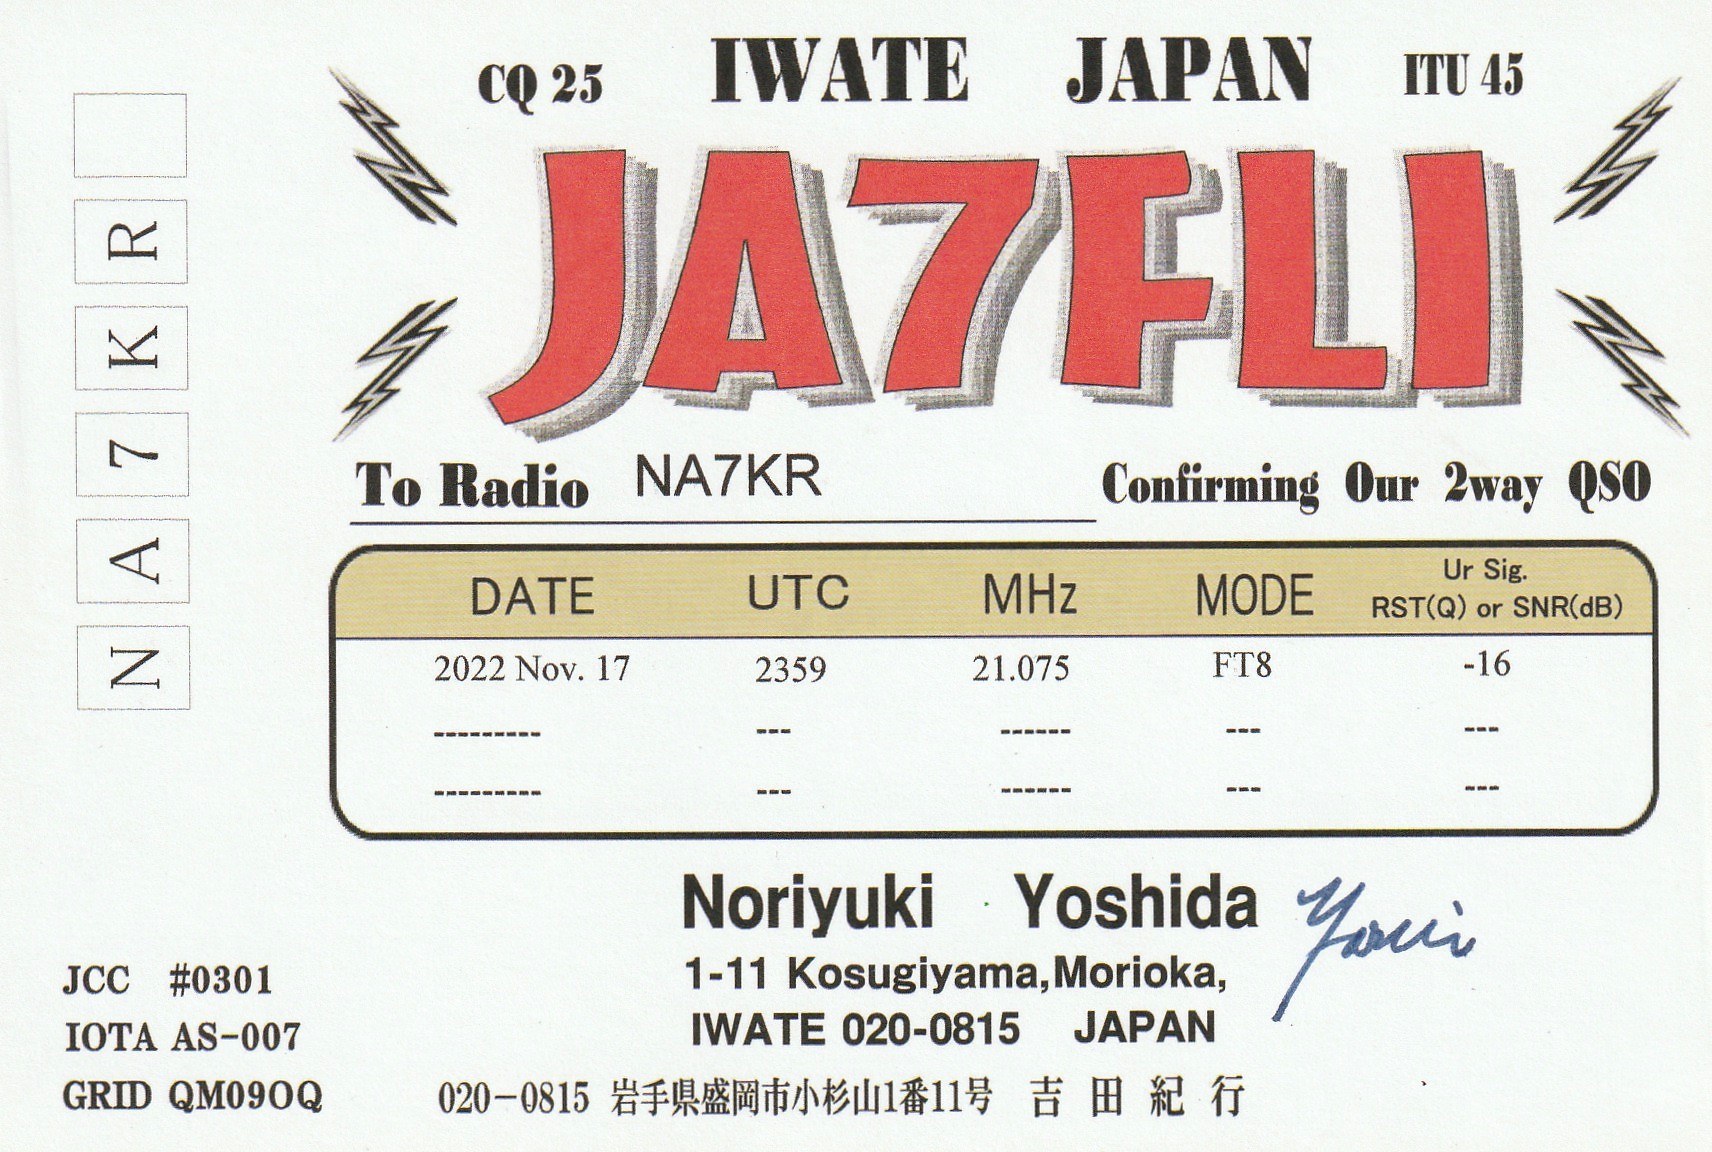 CQ 25 IWATE JAPAN ITU 45
JA7FLI
To Radio NA7KR Confirming Our 2way QSO
DATE UTC MHz MODE Ur Sig. RST(Q) or SNR(dB)
2022 Nov. 17 2359 21.075 FT8 -16
--------- --- ------ --- ---
--------- --- ------ --- ---
NA7KR
Noriyuki Yoshida
1-11 Kosugiyama,Morioka,
IWATE 020-0815 JAPAN
JCC #0301
IOTA AS-007
GRID QM09OQ
020-0815 岩手県盛岡市小杉山1番11号 吉田紀行